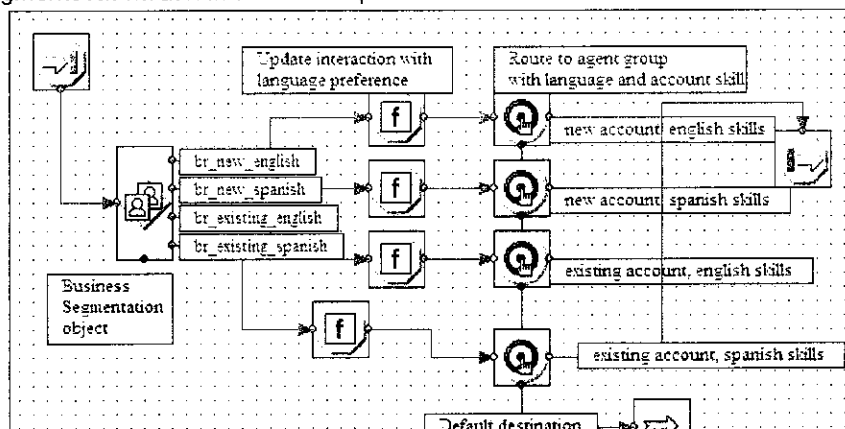 Update interaction with
language preference
Route to agent group
with language and account skill
f
new account, english skills
br_new_english
br_new_spanish
f
new account, spanish skills
br_existing_english
br_existing_spanish
f
existing account, english skills
Business
Segmentation
object
f
existing account, spanish skills
Default destination